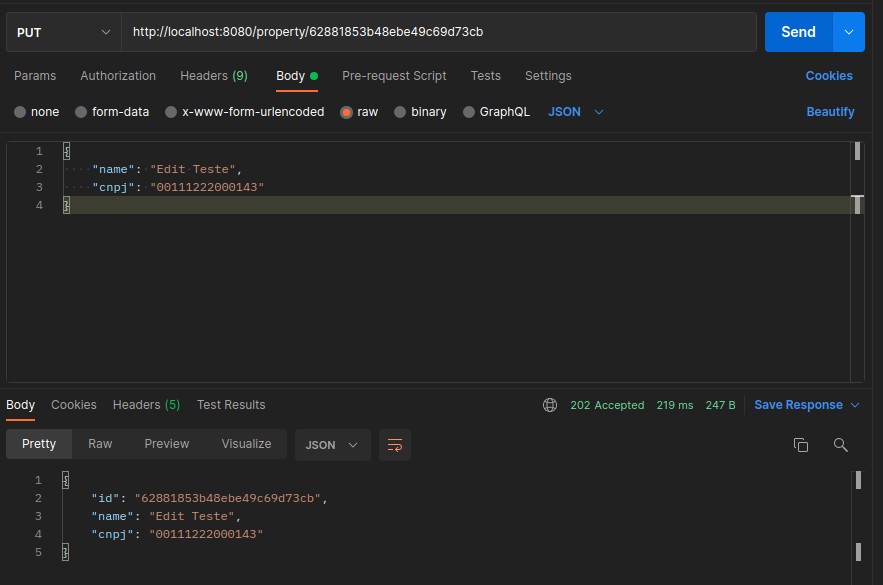 PUT http://localhost:8080/property/62881853b48ebe49c69d73cb Send
Params Authorization Headers (9) Body Pre-request Script Tests Settings Cookies
none form-data x-www-form-urlencoded raw binary GraphQL JSON Beautify
1 {
2 "name": "Edit Teste",
3 "cnpj": "00111222000143"
4 }
Body Cookies Headers (5) Test Results 202 Accepted 219 ms 247 B Save Response
Pretty Raw Preview Visualize JSON
1 {
2 "id": "62881853b48ebe49c69d73cb",
3 "name": "Edit Teste",
4 "cnpj": "00111222000143"
5 }